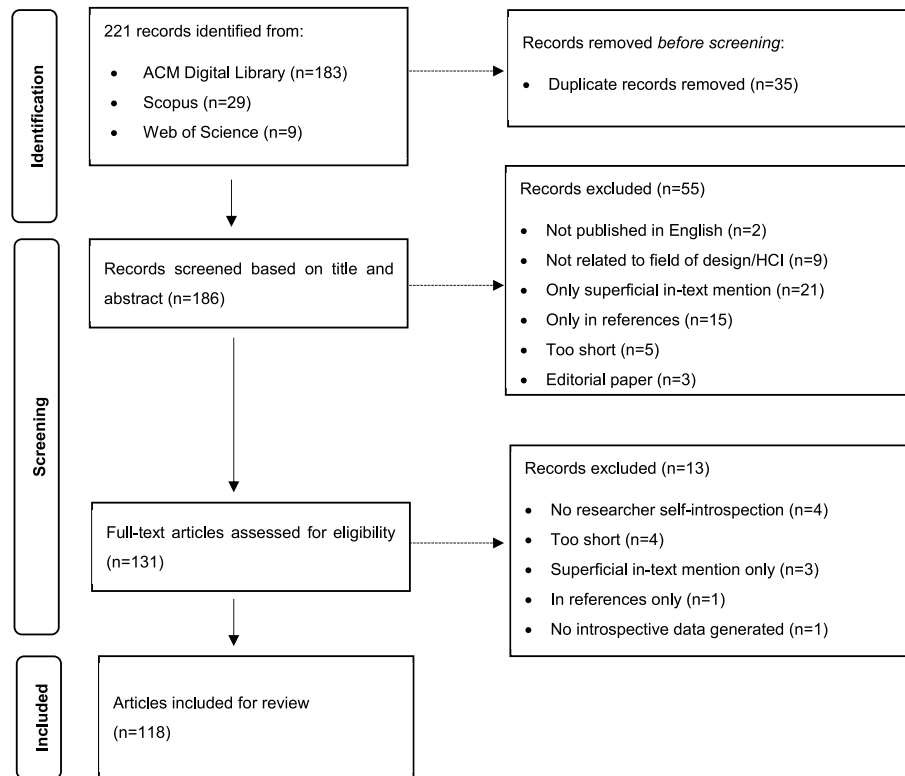 Identification
221 records identified from:
• ACM Digital Library (n=183)
• Scopus (n=29)
• Web of Science (n=9)
Records removed before screening:
• Duplicate records removed (n=35)
Screening
Records screened based on title and
abstract (n=186)
Records excluded (n=55)
• Not published in English (n=2)
• Not related to field of design/HCI (n=9)
• Only superficial in-text mention (n=21)
• Only in references (n=15)
• Too short (n=5)
• Editorial paper (n=3)
Full-text articles assessed for eligibility
(n=131)
Records excluded (n=13)
• No researcher self-introspection (n=4)
• Too short (n=4)
• Superficial in-text mention only (n=3)
• In references only (n=1)
• No introspective data generated (n=1)
Included
Articles included for review
(n=118)